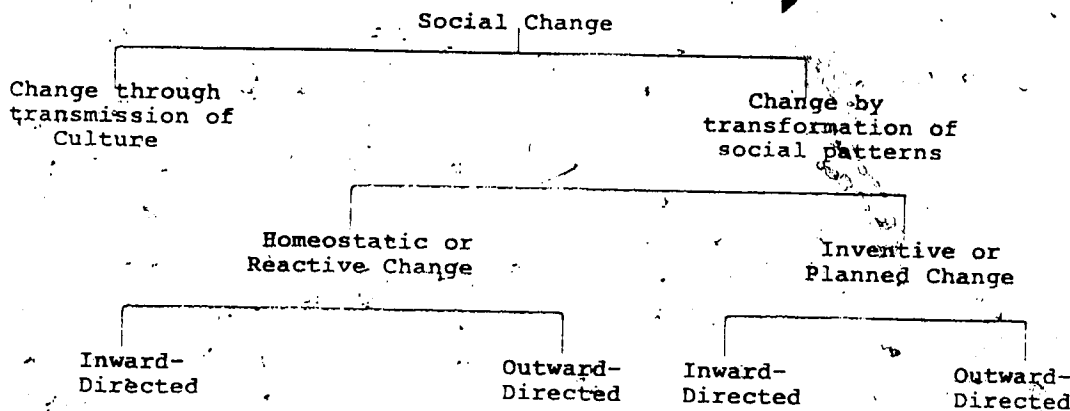 Social Change
Change through
transmission of
Culture
Change by
transformation of
social patterns
Homeostatic or
Reactive Change
Inventive or
Planned Change
Inward-
Directed
Outward-
Directed
Inward-
Directed
Outward-
Directed